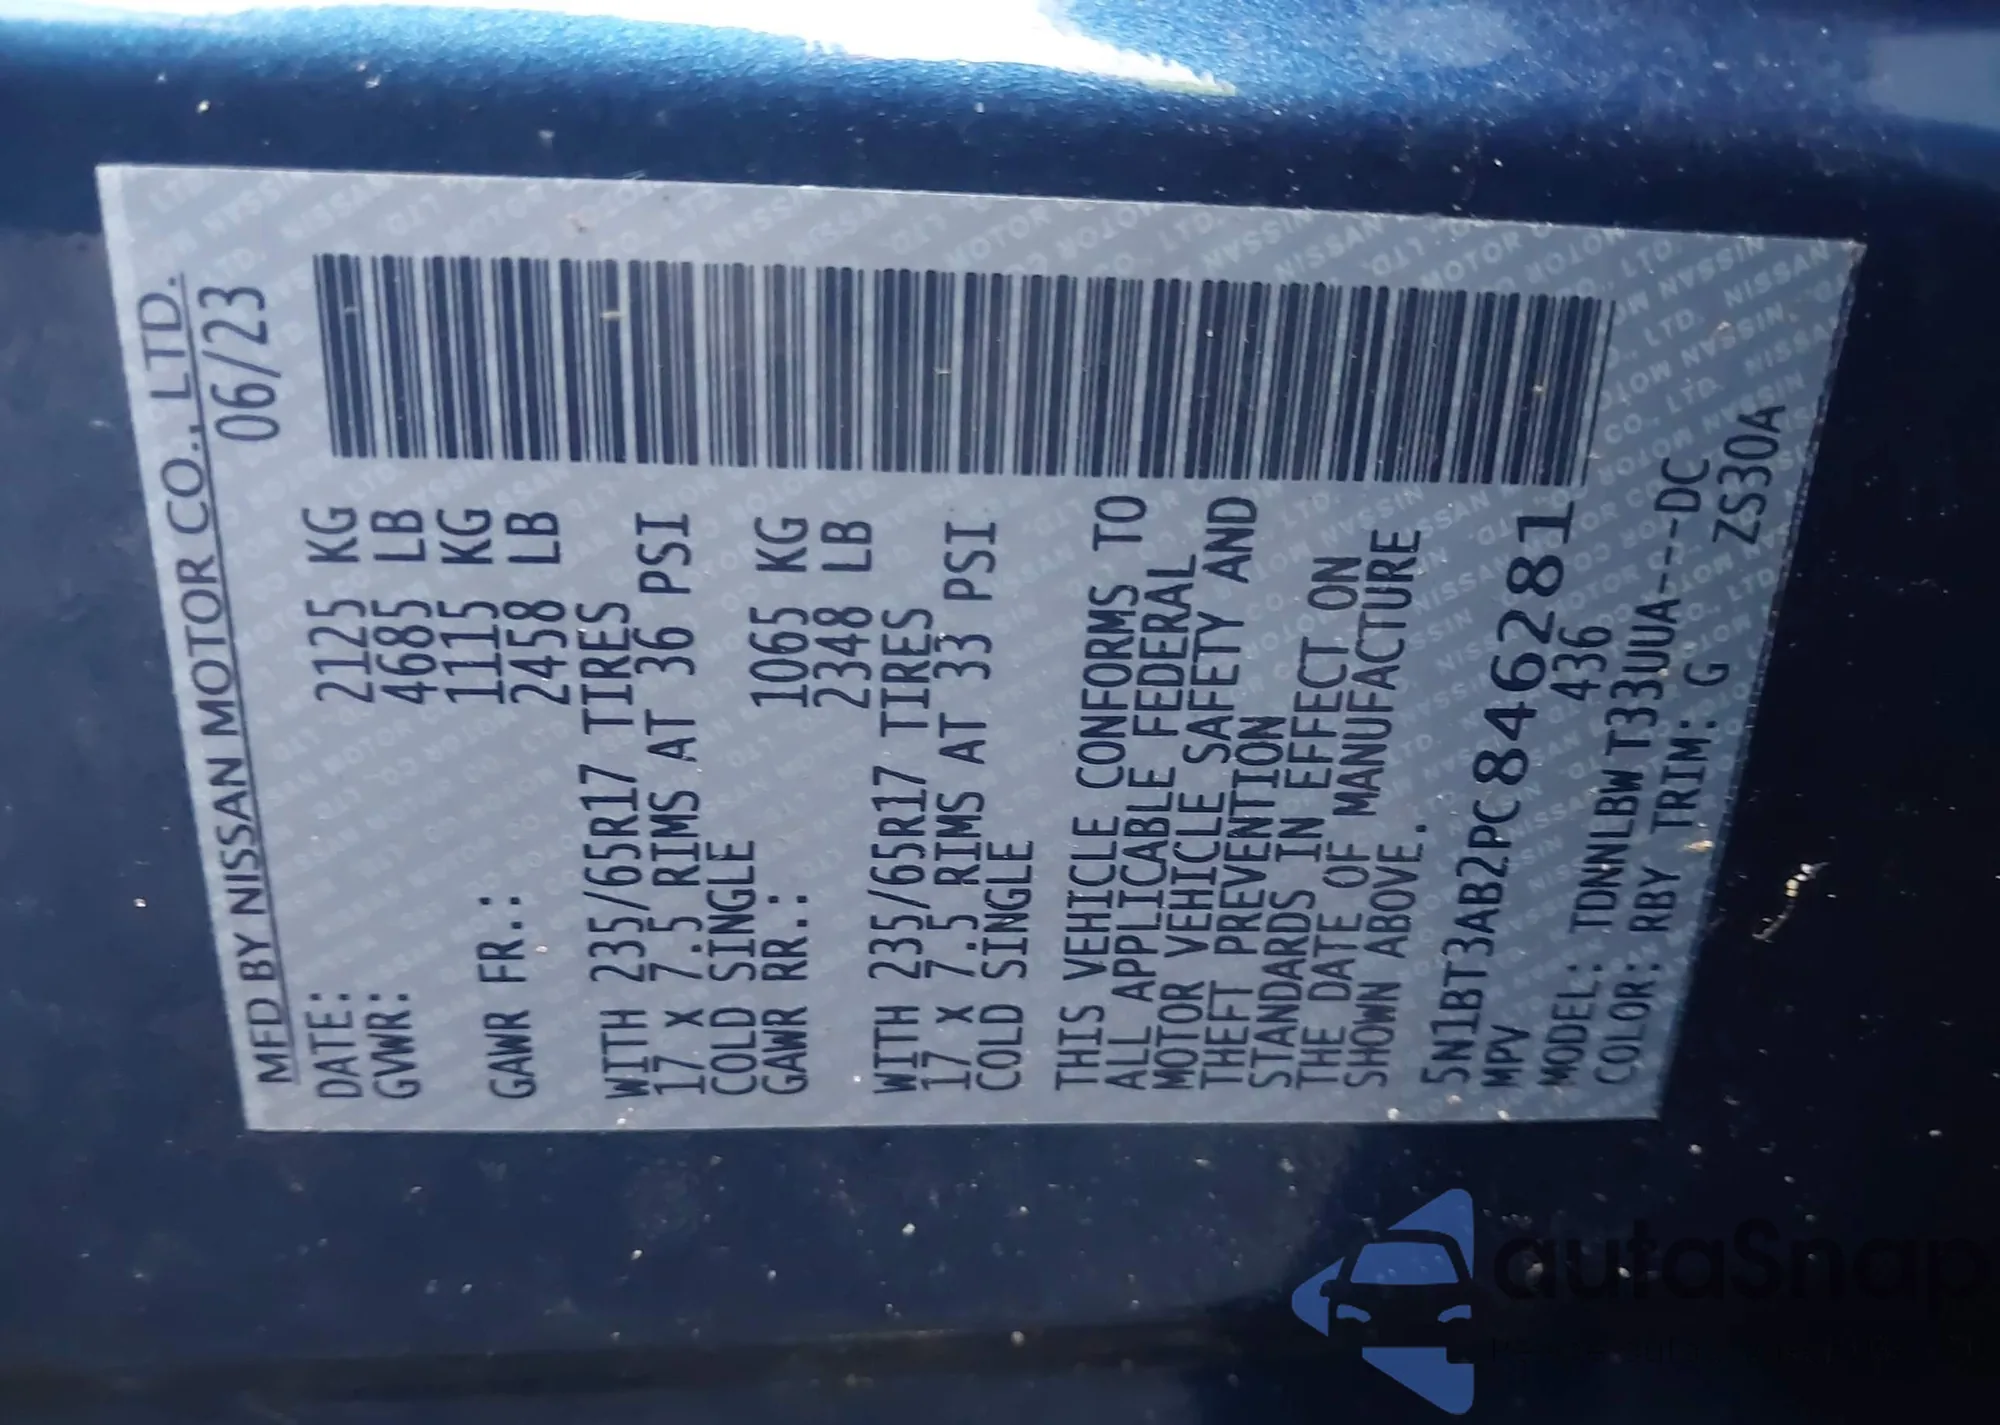 MFD BY NISSAN MOTOR CO., LTD.
DATE: 06/23
GVWR: 2125 KG
4685 LB
GAWR FR.: 1115 KG
2458 LB
WITH 235/65R17 TIRES
17 X 7.5 RIMS AT 36 PSI
COLD SINGLE
GAWR RR.: 1065 KG
2348 LB
WITH 235/65R17 TIRES
17 X 7.5 RIMS AT 33 PSI
COLD SINGLE
THIS VEHICLE CONFORMS TO
ALL APPLICABLE FEDERAL
MOTOR VEHICLE SAFETY AND
THEFT PREVENTION
STANDARDS IN EFFECT ON
THE DATE OF MANUFACTURE
SHOWN ABOVE.
5N1BT3AB2PC846281
MPV 436
MODEL: TDNNLBW T33UUA---DC
COLOR: RBY TRIM: G ZS30A
autaSnap